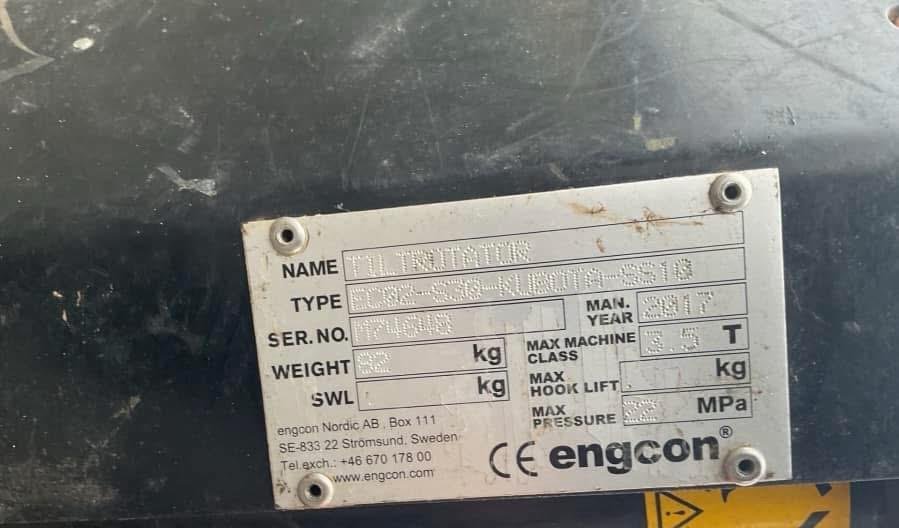 NAME TILTROTATOR
TYPE EC02-S30-KUBOTA-SS10
SER. NO. M74648
MAN. YEAR 2017
WEIGHT 92 kg
MAX MACHINE CLASS 3.5 T
SWL . kg
MAX HOOK LIFT . kg
MAX PRESSURE 22 MPa
engcon Nordic AB , Box 111
SE-833 22 Strömsund, Sweden
Tel.exch.: +46 670 178 00
www.engcon.com
CE engcon®